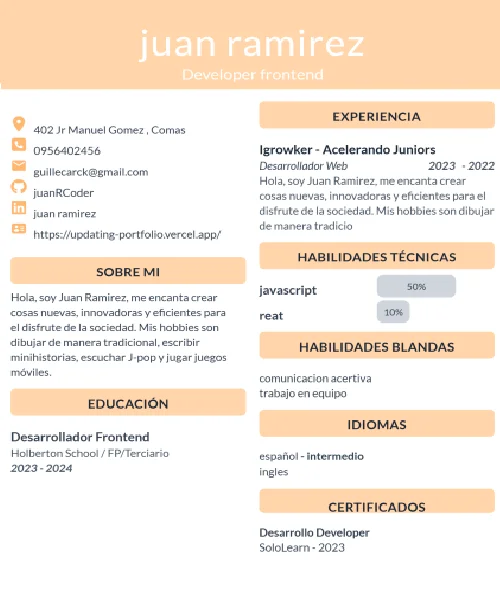 juan ramirez
Developer frontend
402 Jr Manuel Gomez , Comas
0956402456
guillecarck@gmail.com
juanRCoder
juan ramirez
https://updating-portfolio.vercel.app/
SOBRE MI
Hola, soy Juan Ramirez, me encanta crear
cosas nuevas, innovadoras y eficientes para
el disfrute de la sociedad. Mis hobbies son
dibujar de manera tradicional, escribir
minihistorias, escuchar J-pop y jugar juegos
móviles.
EDUCACIÓN
Desarrollador Frontend
Holberton School / FP/Terciario
2023 - 2024
EXPERIENCIA
Igrowker - Acelerando Juniors
Desarrollador Web 2023 - 2022
Hola, soy Juan Ramirez, me encanta crear
cosas nuevas, innovadoras y eficientes para el
disfrute de la sociedad. Mis hobbies son dibujar
de manera tradicio
HABILIDADES TÉCNICAS
javascript 50%
reat 10%
HABILIDADES BLANDAS
comunicacion acertiva
trabajo en equipo
IDIOMAS
español - intermedio
ingles
CERTIFICADOS
Desarrollo Developer
SoloLearn - 2023